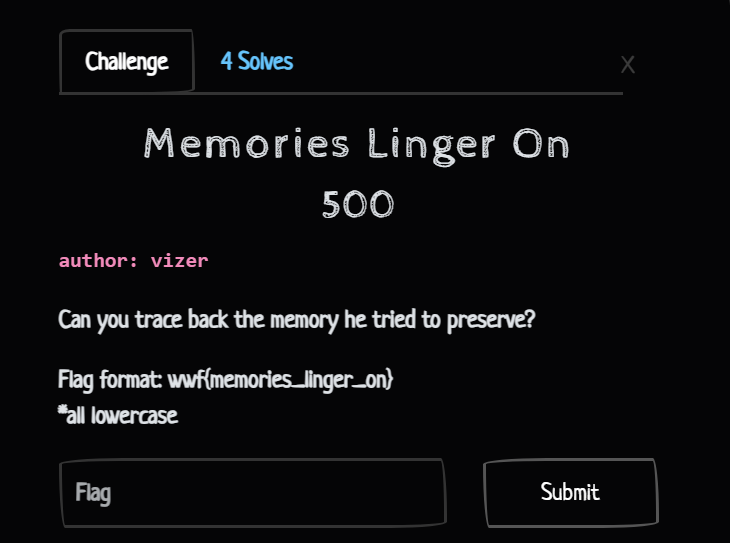 Challenge
4 Solves
X
Memories Linger On
500
author: vizer
Can you trace back the memory he tried to preserve?
Flag format: wwf{memories_linger_on}
*all lowercase
Flag
Submit